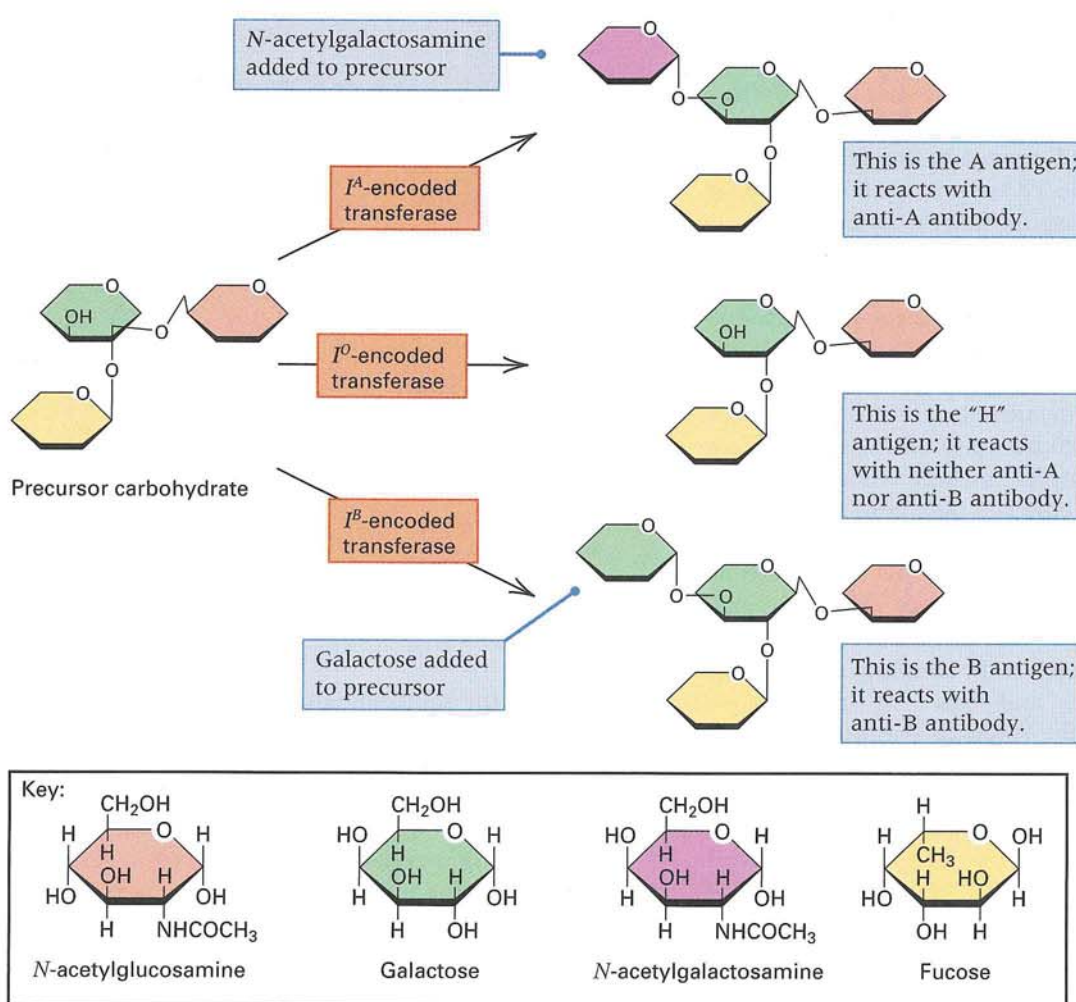 N-acetylgalactosamine
added to precursor
O
O
O
O
O
O
O
O
This is the A antigen;
it reacts with
anti-A antibody.
I^A-encoded
transferase
O
OH
O
O
O
O
Precursor carbohydrate
I^O-encoded
transferase
O
OH
O
O
O
O
This is the “H”
antigen; it reacts
with neither anti-A
nor anti-B antibody.
I^B-encoded
transferase
Galactose added
to precursor
O
O
O
O
O
O
O
O
This is the B antigen;
it reacts with
anti-B antibody.
Key:
CH₂OH
H O H
H
OH H
HO OH
H NHCOCH₃
N-acetylglucosamine
CH₂OH
HO O H
H
OH H
H OH
H OH
Galactose
CH₂OH
HO O H
H
OH H
H OH
H NHCOCH₃
N-acetylgalactosamine
H
H O OH
CH₃
H HO
HO H
OH H
Fucose